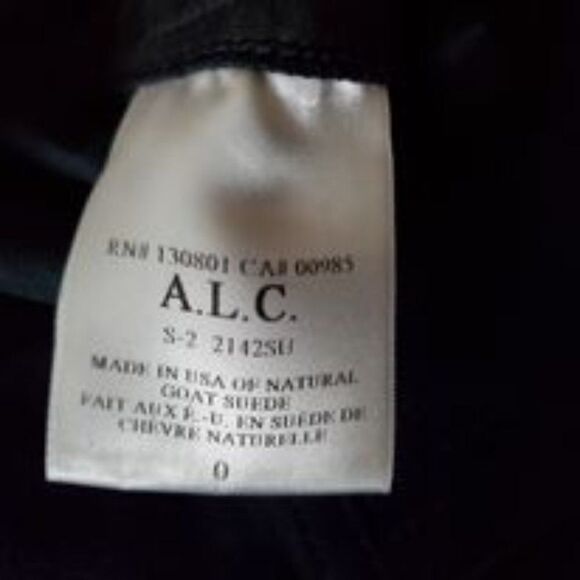 RN# 130801 CA# 00985
A.L.C.
S-2 2142SU
MADE IN USA OF NATURAL
GOAT SUEDE
FAIT AUX É.-U. EN SUÈDE DE
CHÈVRE NATURELLE
0